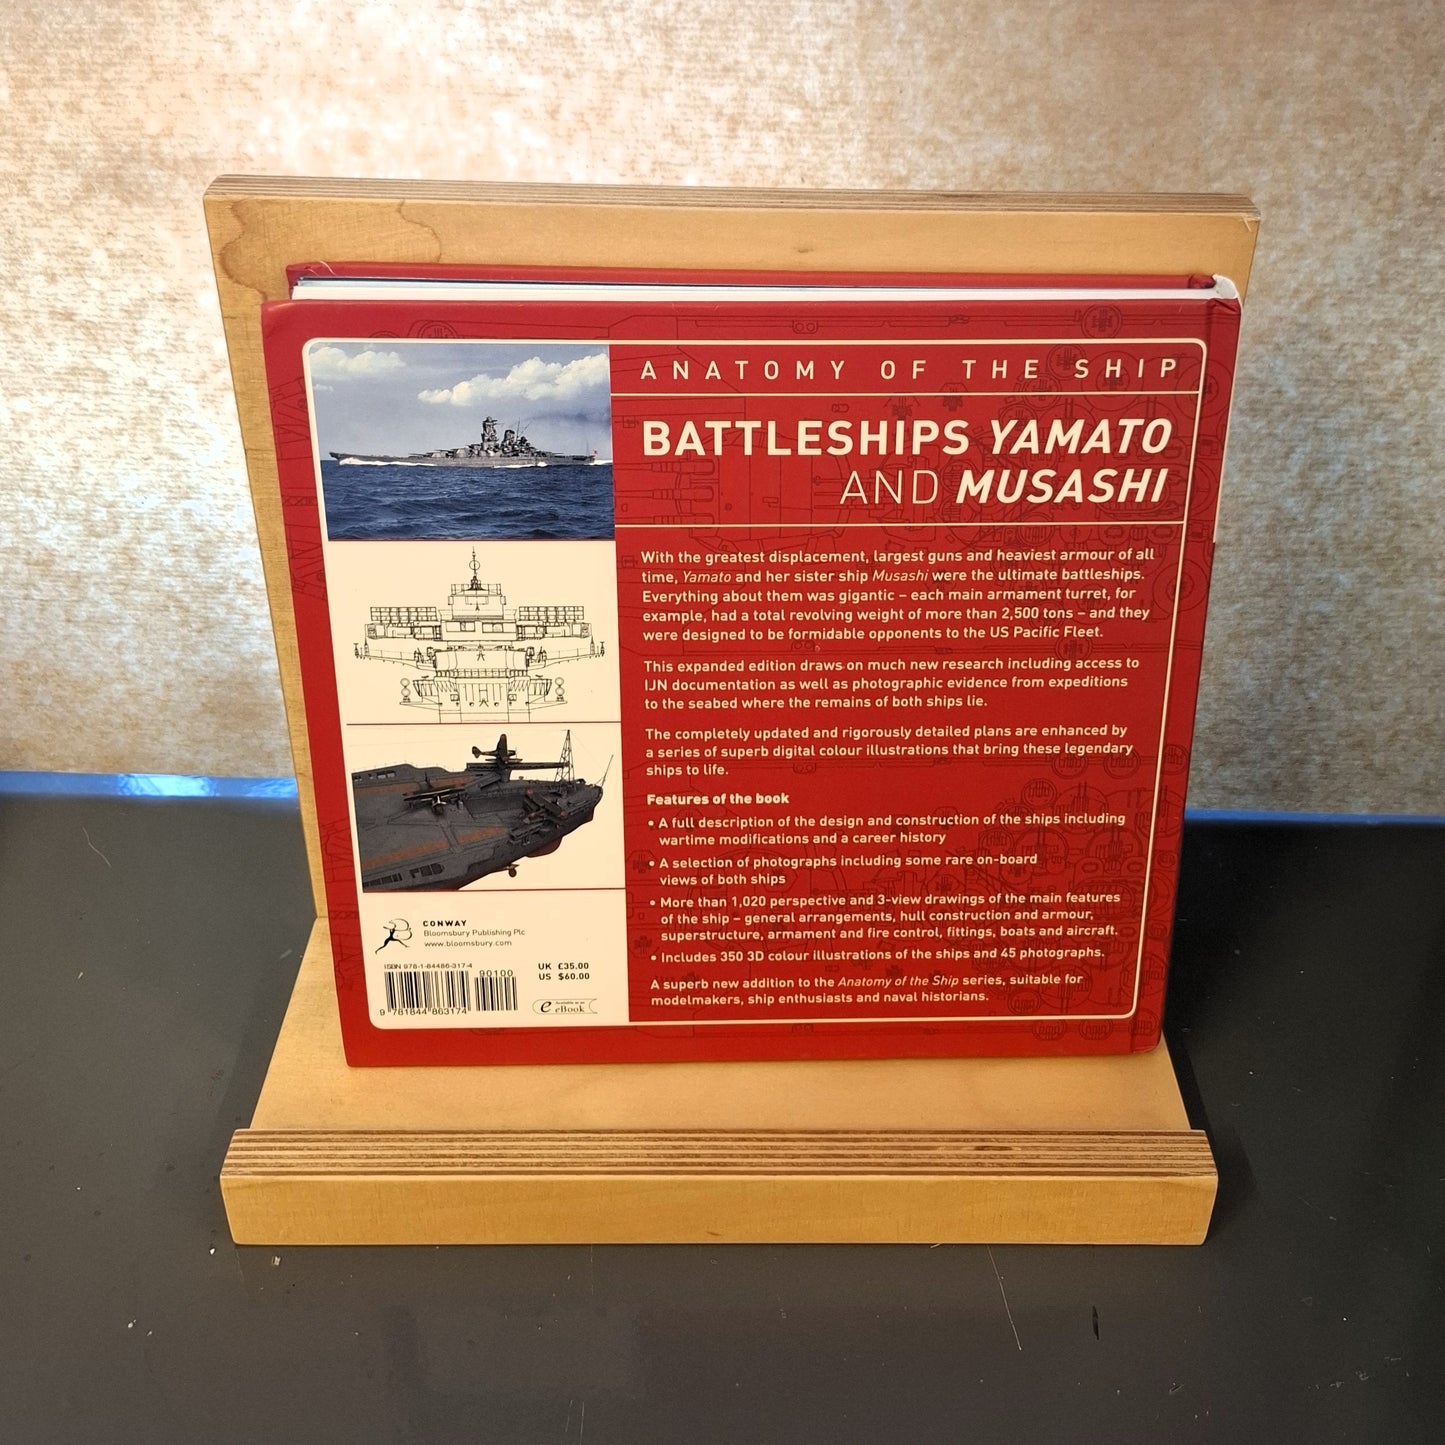 ANATOMY OF THE SHIP
BATTLESHIPS YAMATO
AND MUSASHI
With the greatest displacement, largest guns and heaviest armour of all
time, Yamato and her sister ship Musashi were the ultimate battleships.
Everything about them was gigantic – each main armament turret, for
example, had a total revolving weight of more than 2,500 tons – and they
were designed to be formidable opponents to the US Pacific Fleet.
This expanded edition draws on much new research including access to
IJN documentation as well as photographic evidence from expeditions
to the seabed where the remains of both ships lie.
The completely updated and rigorously detailed plans are enhanced by
a series of superb digital colour illustrations that bring these legendary
ships to life.
Features of the book
• A full description of the design and construction of the ships including
wartime modifications and a career history
• A selection of photographs including some rare on-board
views of both ships
• More than 1,020 perspective and 3-view drawings of the main features
of the ship – general arrangements, hull construction and armour,
superstructure, armament and fire control, fittings, boats and aircraft.
• Includes 350 3D colour illustrations of the ships and 45 photographs.
A superb new addition to the Anatomy of the Ship series, suitable for
modelmakers, ship enthusiasts and naval historians.
CONWAY
Bloomsbury Publishing Plc
www.bloomsbury.com
ISBN 978-1-84486-317-4
90100
9 781844 863174
UK £35.00
US $60.00
Available as an
eBook